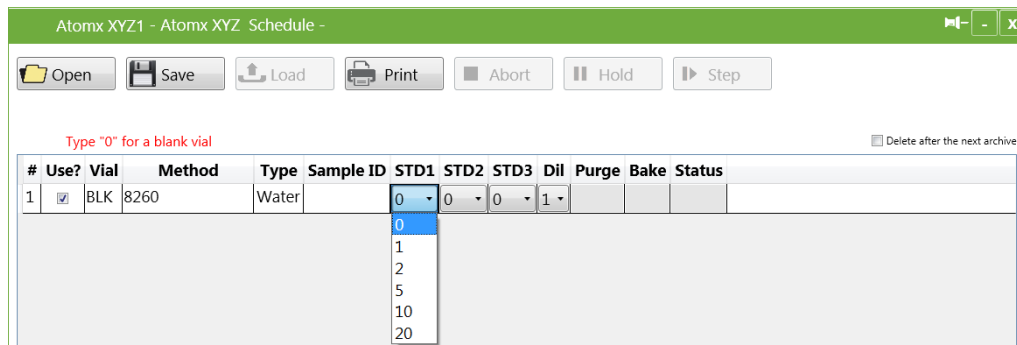 Atomx XYZ1 - Atomx XYZ Schedule -
- x
Open Save Load Print Abort Hold Step
Type "0" for a blank vial
Delete after the next archive
# Use? Vial Method Type Sample ID STD1 STD2 STD3 Dil Purge Bake Status
1 BLK 8260 Water 0 0 0 1
0
1
2
5
10
20